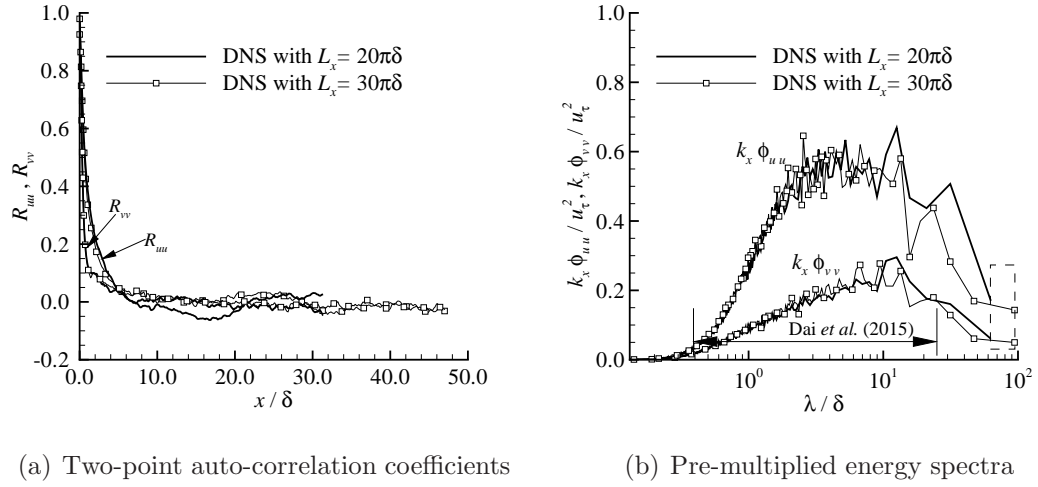 1.0
0.8
0.6
0.4
0.2
0.0
-0.2
R_uu , R_vv
DNS with L_x = 20πδ
DNS with L_x = 30πδ
R_vv
R_uu
0.0 10.0 20.0 30.0 40.0 50.0
x / δ
(a) Two-point auto-correlation coefficients
1.0
0.8
0.6
0.4
0.2
0.0
k_x ϕ_uu / u_τ^2 , k_x ϕ_vv / u_τ^2
DNS with L_x = 20πδ
DNS with L_x = 30πδ
k_x ϕ_uu
k_x ϕ_vv
Dai et al. (2015)
10^0 10^1 10^2
λ / δ
(b) Pre-multiplied energy spectra